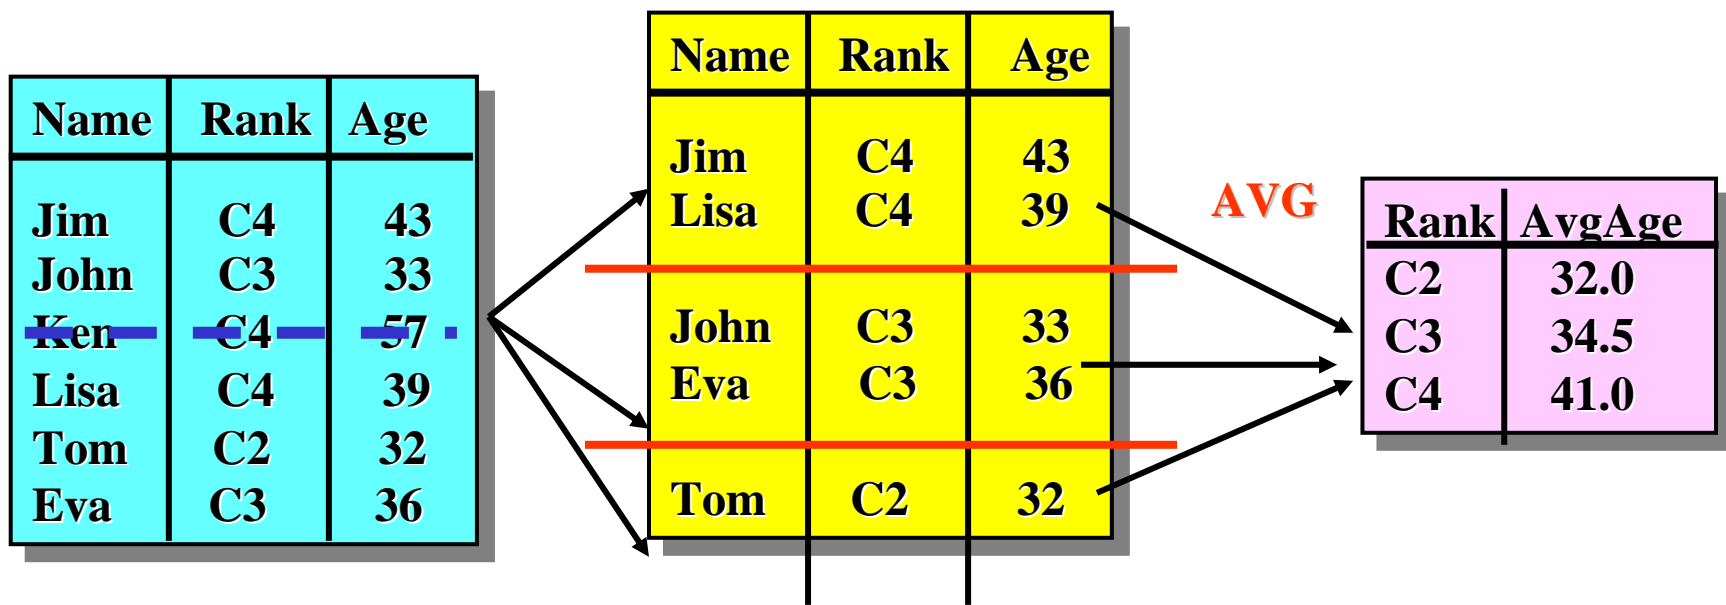 Name Rank Age
Jim C4 43
John C3 33
Ken C4 57
Lisa C4 39
Tom C2 32
Eva C3 36
Name Rank Age
Jim C4 43
Lisa C4 39
John C3 33
Eva C3 36
Tom C2 32
AVG
Rank AvgAge
C2 32.0
C3 34.5
C4 41.0